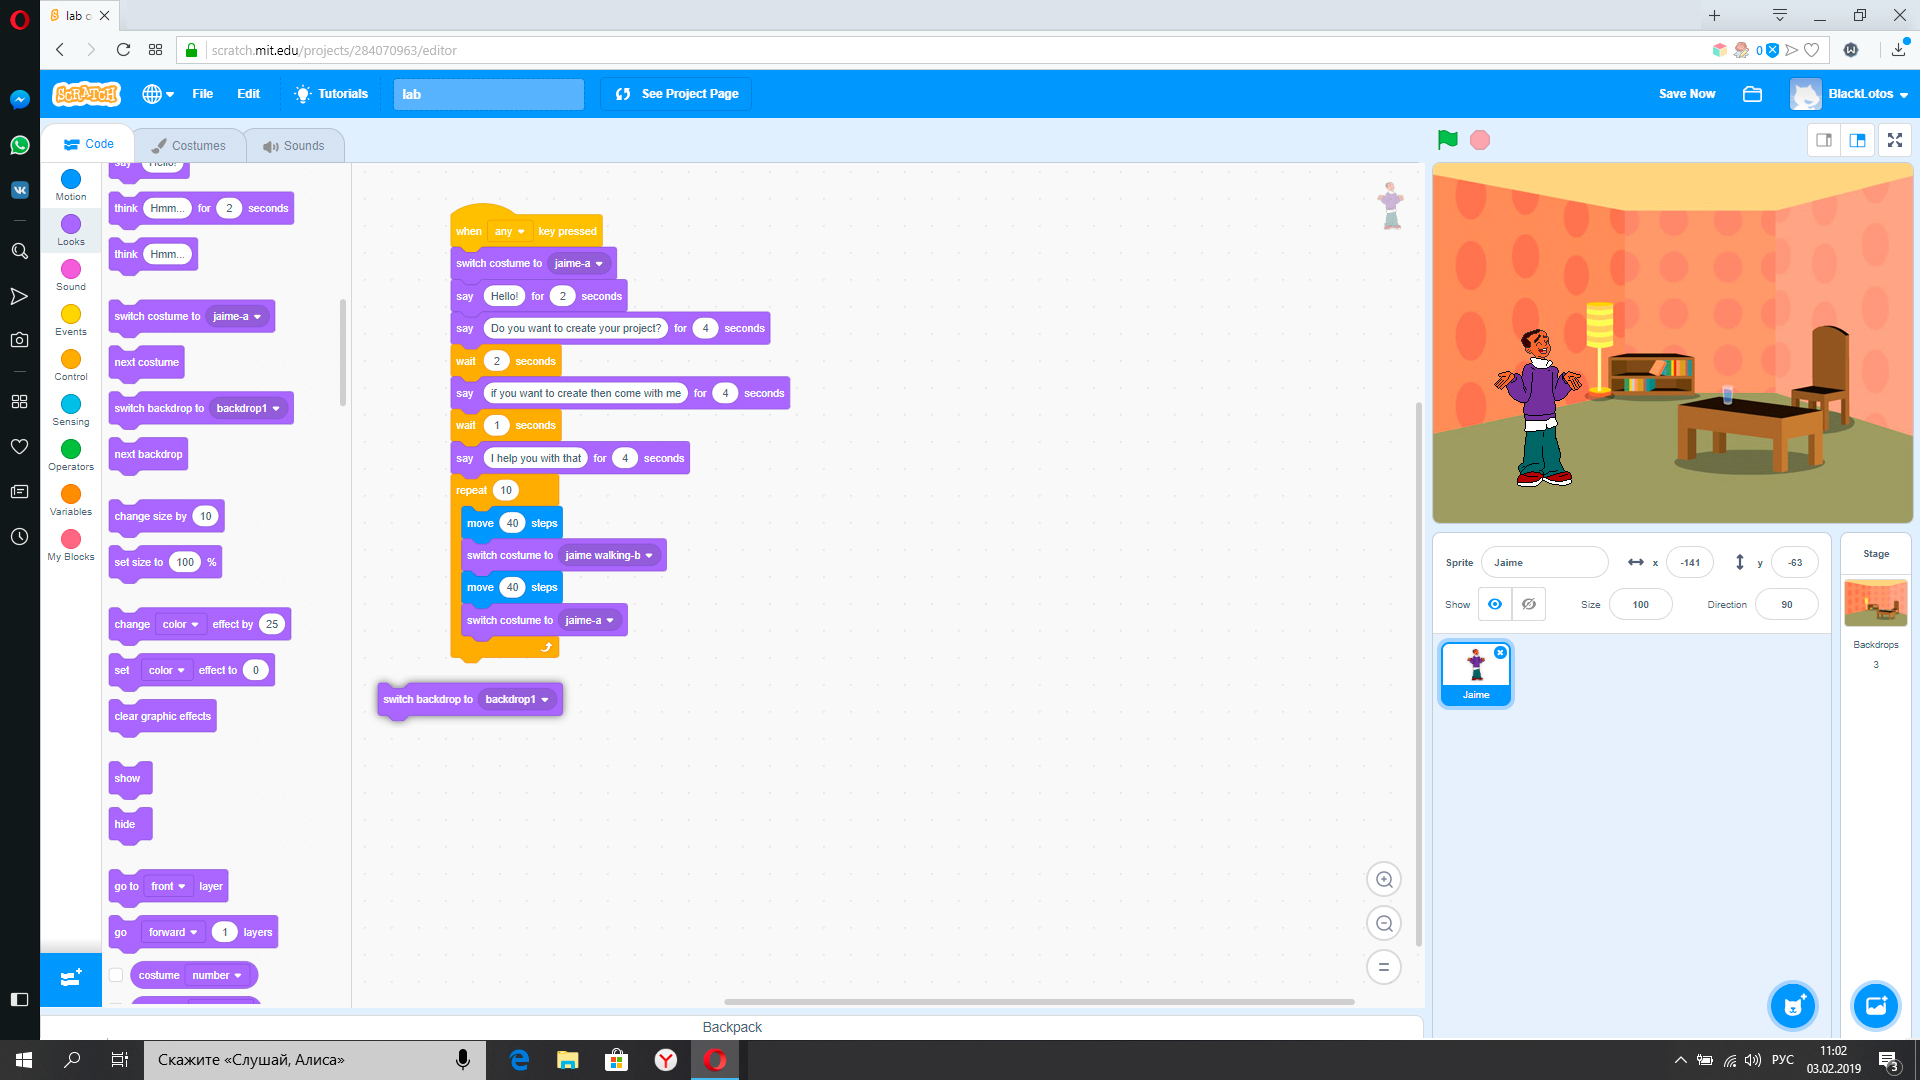 lab c
scratch.mit.edu/projects/284070963/editor
0
SCRATCH
File
Edit
Tutorials
lab
See Project Page
Save Now
BlackLotos
Code
Costumes
Sounds
Motion
Looks
Sound
Events
Control
Sensing
Operators
Variables
My Blocks
say Hello!
think Hmm... for 2 seconds
think Hmm...
switch costume to jaime-a
next costume
switch backdrop to backdrop1
next backdrop
change size by 10
set size to 100 %
change color effect by 25
set color effect to 0
clear graphic effects
show
hide
go to front layer
go forward 1 layers
costume number
when any key pressed
switch costume to jaime-a
say Hello! for 2 seconds
say Do you want to create your project? for 4 seconds
wait 2 seconds
say if you want to create then come with me for 4 seconds
wait 1 seconds
say I help you with that for 4 seconds
repeat 10
move 40 steps
switch costume to jaime walking-b
move 40 steps
switch costume to jaime-a
switch backdrop to backdrop1
Sprite Jaime x -141 y -63
Show Size 100 Direction 90
Jaime
Stage
Backdrops
3
Backpack
Скажите «Слушай, Алиса»
РУС
11:02
03.02.2019
3